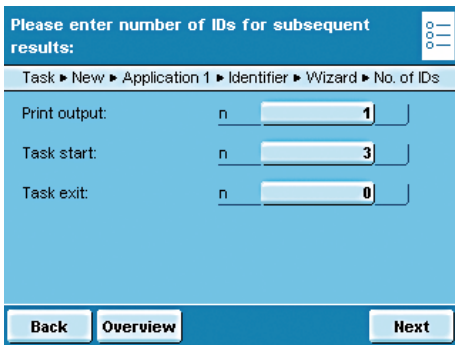 Please enter number of IDs for subsequent
results:
Task ▸ New ▸ Application 1 ▸ Identifier ▸ Wizard ▸ No. of IDs
Print output: n 1
Task start: n 3
Task exit: n 0
Back Overview Next